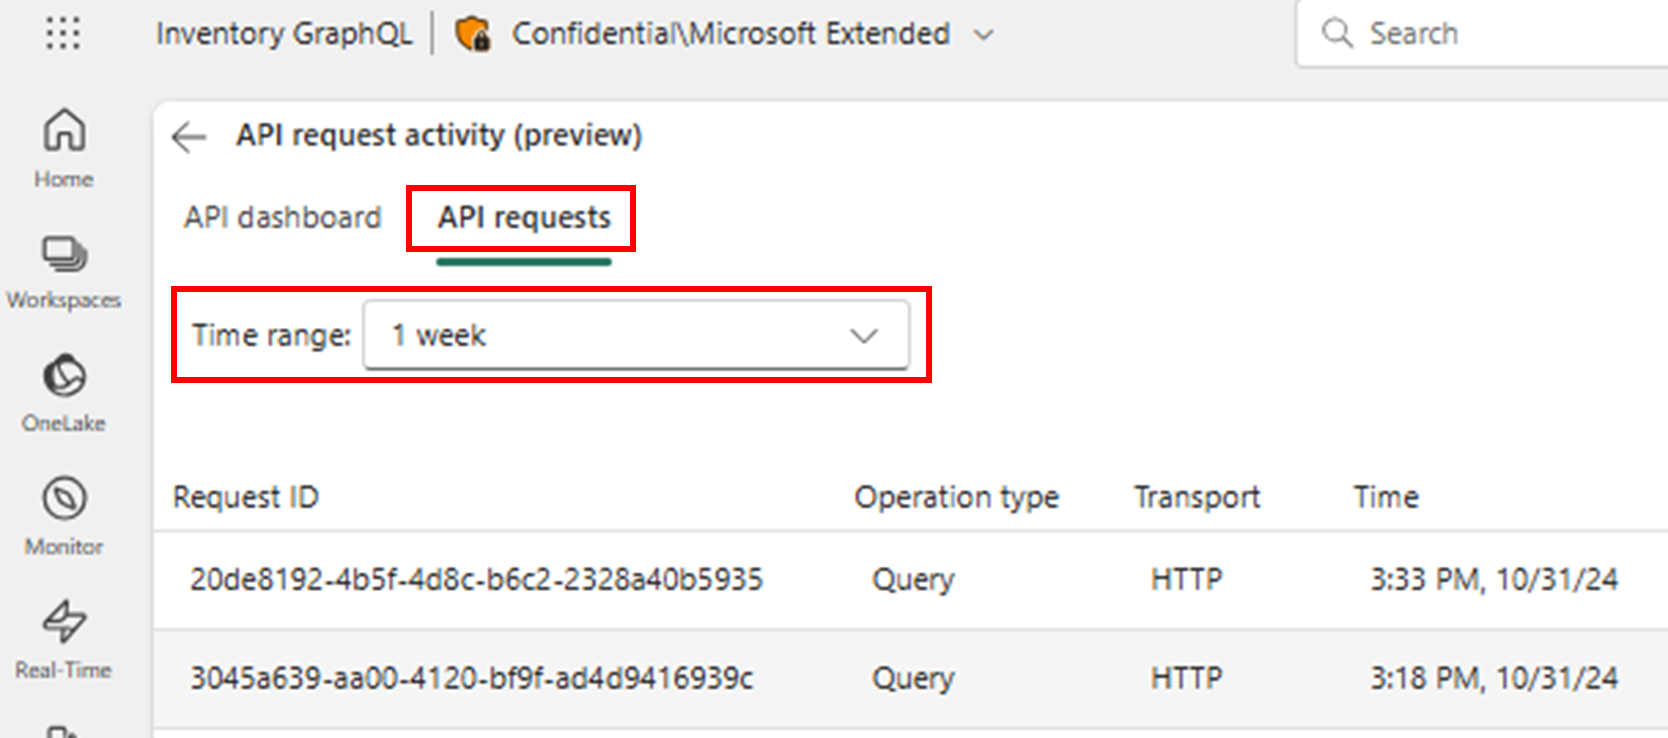 Inventory GraphQL
Confidential\Microsoft Extended
Search
Home
Workspaces
OneLake
Monitor
Real-Time
API request activity (preview)
API dashboard
API requests
Time range: 1 week
Request ID Operation type Transport Time
20de8192-4b5f-4d8c-b6c2-2328a40b5935 Query HTTP 3:33 PM, 10/31/24
3045a639-aa00-4120-bf9f-ad4d9416939c Query HTTP 3:18 PM, 10/31/24